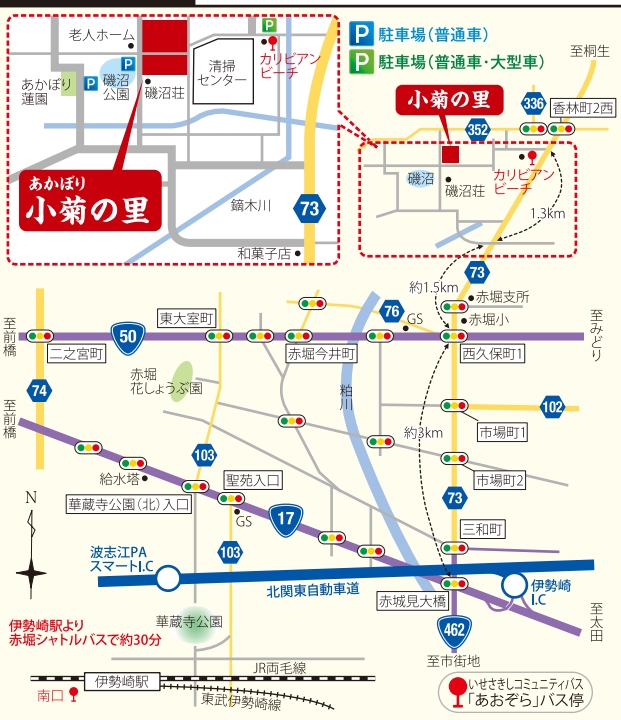 P
老人ホーム
カリビアン
ビーチ
あかぼり
蓮園
P
P
磯沼
公園
磯沼荘
清掃
センター
あかぼり
小菊の里
鏑木川
73
和菓子店
P 駐車場(普通車)
P 駐車場(普通車・大型車)
至桐生
小菊の里
336
香林町2西
352
カリビアン
ビーチ
磯沼
磯沼荘
1.3km
73
約1.5km
赤堀支所
赤堀小
至前橋
二之宮町
50
東大室町
赤堀今井町
76
GS
西久保町1
至みどり
74
赤堀
花しょうぶ園
粕川
102
市場町1
約3km
至前橋
103
市場町2
給水塔
聖苑入口
73
華蔵寺公園(北)入口
GS
17
三和町
N
103
波志江PA
スマートI.C
北関東自動車道
赤城見大橋
伊勢崎
I.C
至太田
華蔵寺公園
462
至市街地
伊勢崎駅より
赤堀シャトルバスで約30分
JR両毛線
伊勢崎駅
南口
東武伊勢崎線
いせさきしコミュニティバス
「あおぞら」バス停